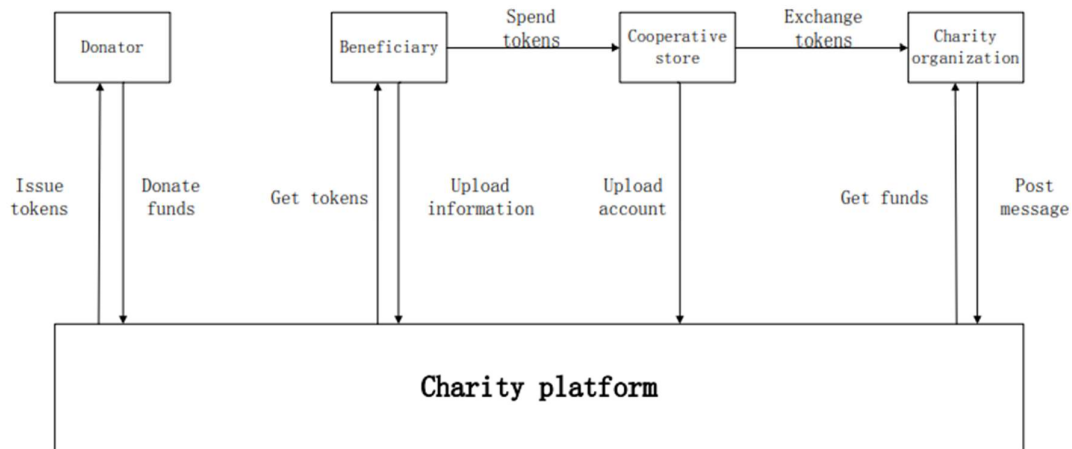 Spend
tokens
Exchange
tokens
Donator
Beneficiary
Cooperative
store
Charity
organization
Issue
tokens
Donate
funds
Get tokens
Upload
information
Upload
account
Get funds
Post
message
Charity platform